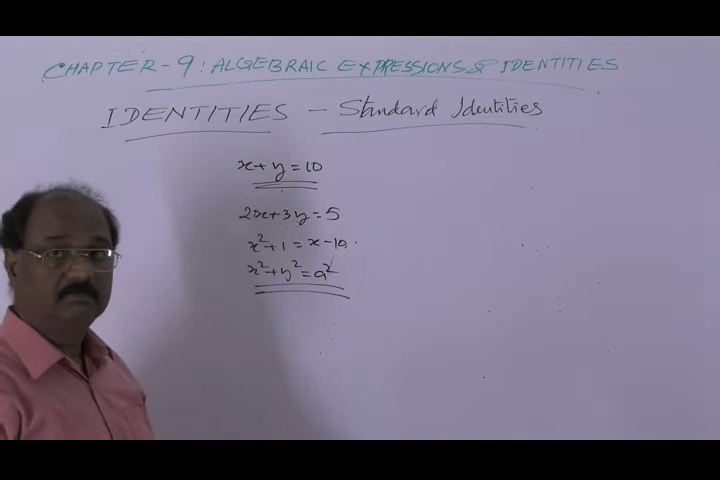 CHAPTER-9: ALGEBRAIC EXPRESSIONS & IDENTITIES
IDENTITIES - Standard Identities
x+y=10
2x+3y=5
x²+1=x-10
x²+y²=a²